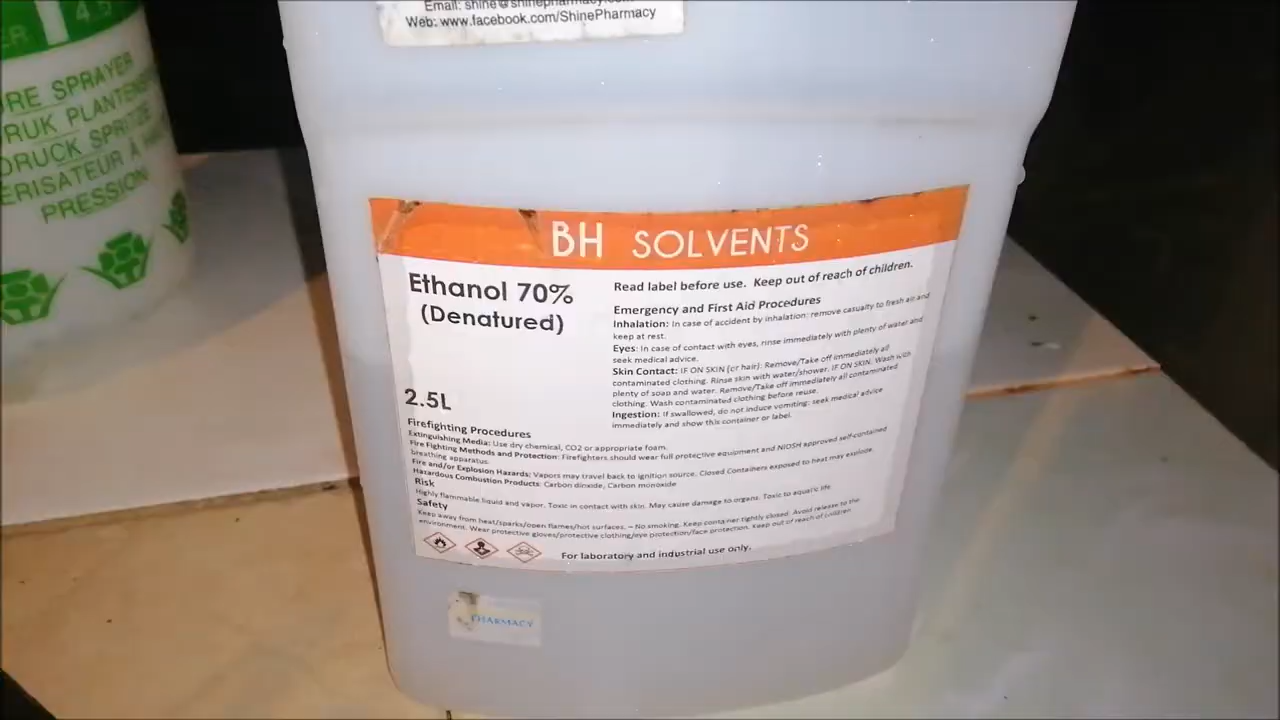 Email: shine@shinepharmacy.com
Web: www.facebook.com/ShinePharmacy
ER 4.5
RE SPRAYER
RUK PLANTEN
DRUCK SPRITZE
ERISATEUR À
PRESSION
BH SOLVENTS
Ethanol 70%
(Denatured)
2.5L
Read label before use. Keep out of reach of children.
Emergency and First Aid Procedures
Inhalation: In case of accident by inhalation: remove casualty to fresh air and
keep at rest.
Eyes: In case of contact with eyes, rinse immediately with plenty of water and
seek medical advice.
Skin Contact: IF ON SKIN (or hair): Remove/Take off immediately all
contaminated clothing. Rinse skin with water/shower. IF ON SKIN. Wash with
plenty of soap and water. Remove/Take off immediately all contaminated
clothing. Wash contaminated clothing before reuse.
Ingestion: If swallowed, do not induce vomiting: seek medical advice
immediately and show this container or label.
Firefighting Procedures
Extinguishing Media: Use dry chemical, CO2 or appropriate foam.
Fire Fighting Methods and Protection: Firefighters should wear full protective equipment and NIOSH approved self-contained
breathing apparatus.
Fire and/or Explosion Hazards: Vapors may travel back to ignition source. Closed Containers exposed to heat may explode.
Hazardous Combustion Products: Carbon dioxide, Carbon monoxide
Risk
Highly flammable liquid and vapor. Toxic in contact with skin. May cause damage to organs. Toxic to aquatic life
Safety
Keep away from heat/sparks/open flames/hot surfaces. – No smoking. Keep container tightly closed. Avoid release to the
environment. Wear protective gloves/protective clothing/eye protection/face protection. Keep out of reach of children
For laboratory and industrial use only.
PHARMACY